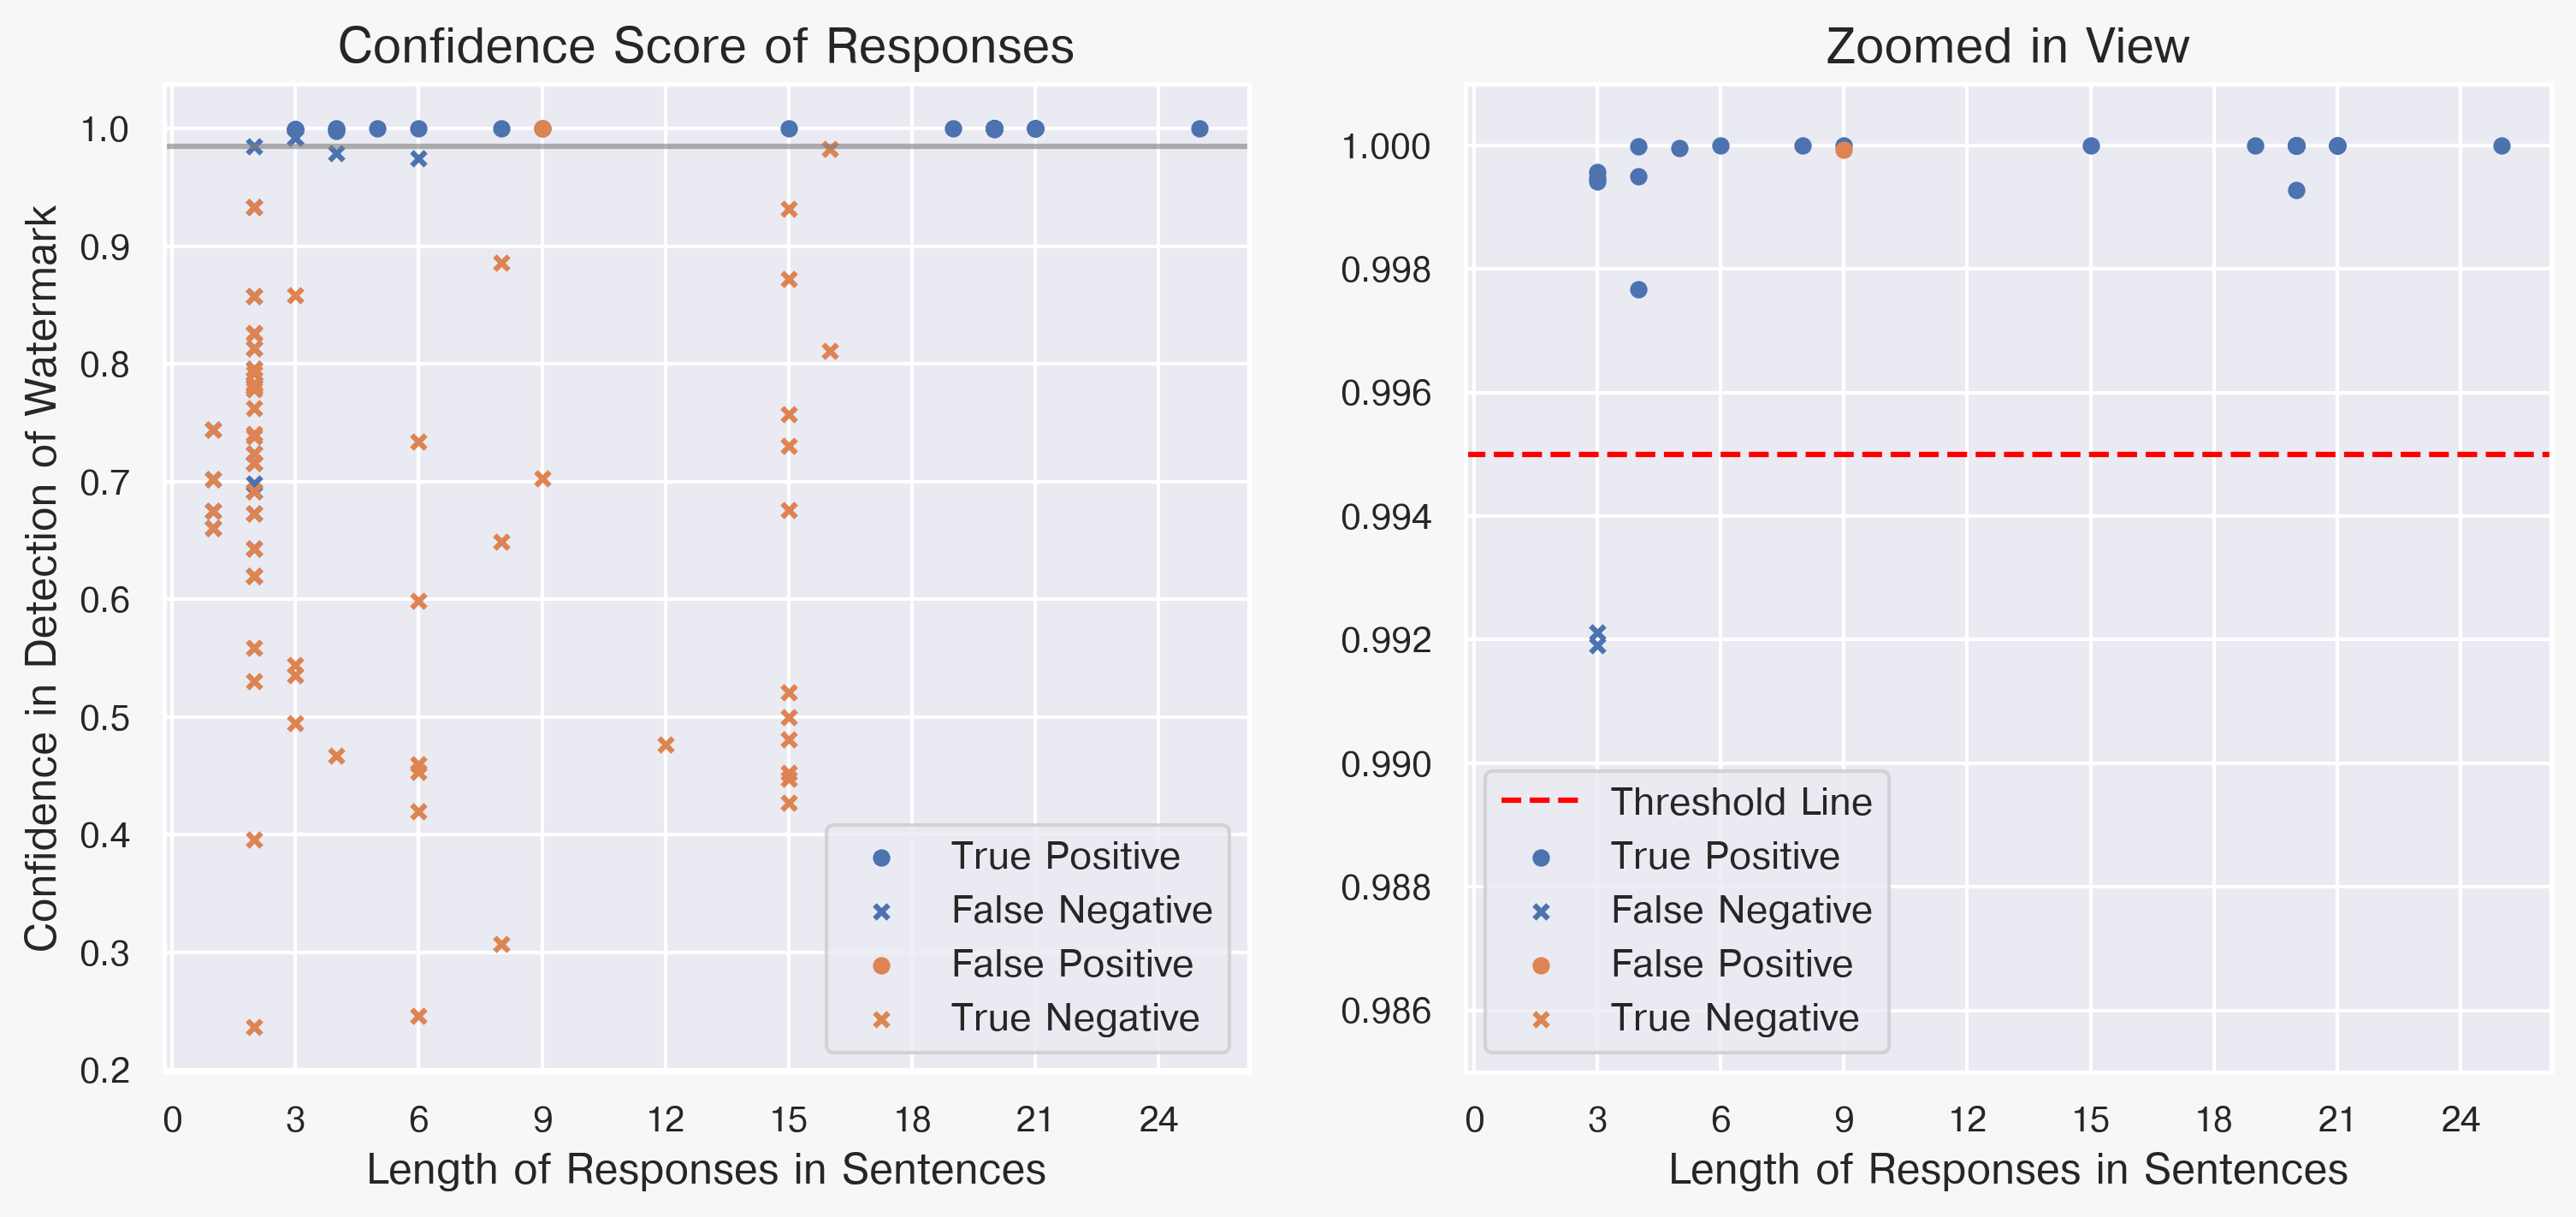 Confidence Score of Responses
Confidence in Detection of Watermark
1.0
0.9
0.8
0.7
0.6
0.5
0.4
0.3
0.2
True Positive
False Negative
False Positive
True Negative
0 3 6 9 12 15 18 21 24
Length of Responses in Sentences
Zoomed in View
1.000
0.998
0.996
0.994
0.992
0.990
0.988
0.986
Threshold Line
True Positive
False Negative
False Positive
True Negative
0 3 6 9 12 15 18 21 24
Length of Responses in Sentences